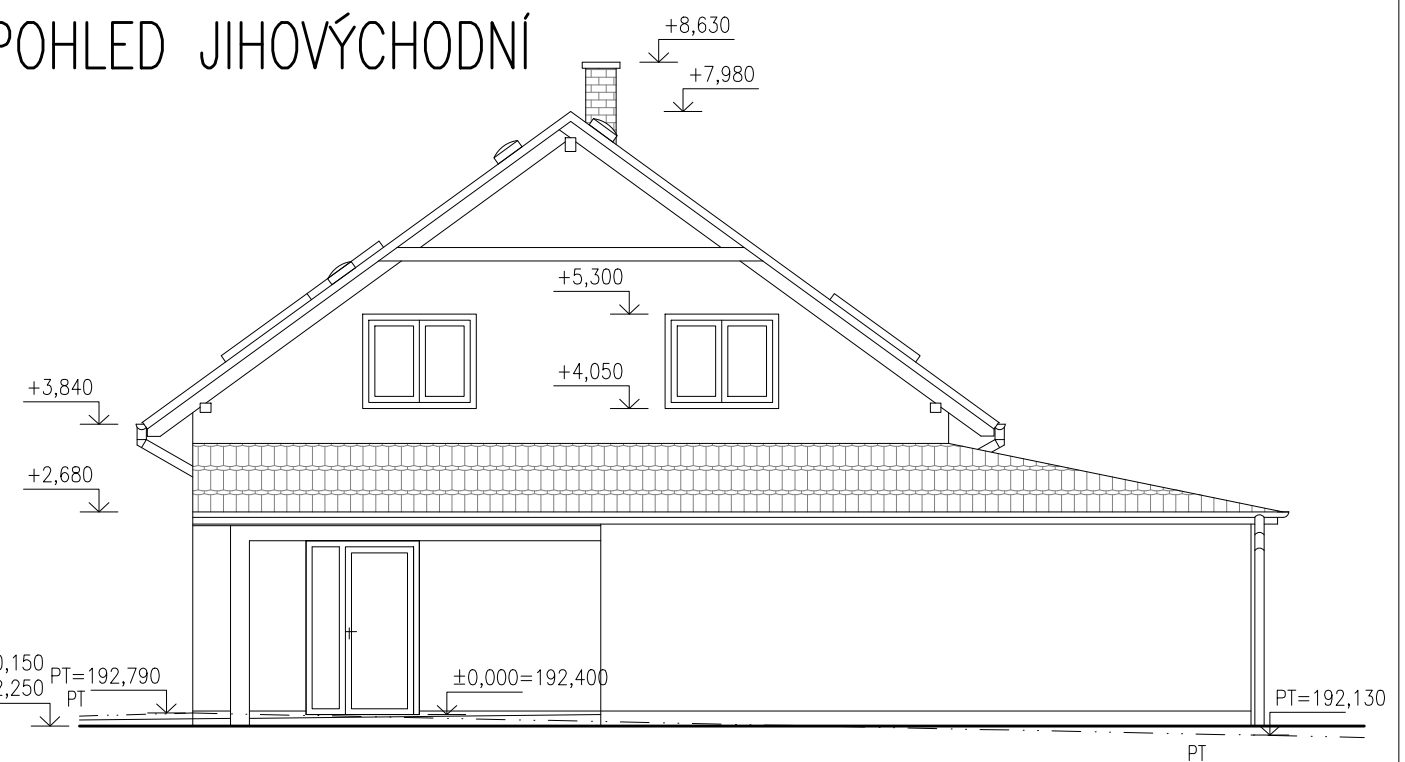 POHLED JIHOVÝCHODNÍ
+8,630
+7,980
+5,300
+4,050
+3,840
+2,680
PT=192,790
PT
±0,000=192,400
PT=192,130
PT